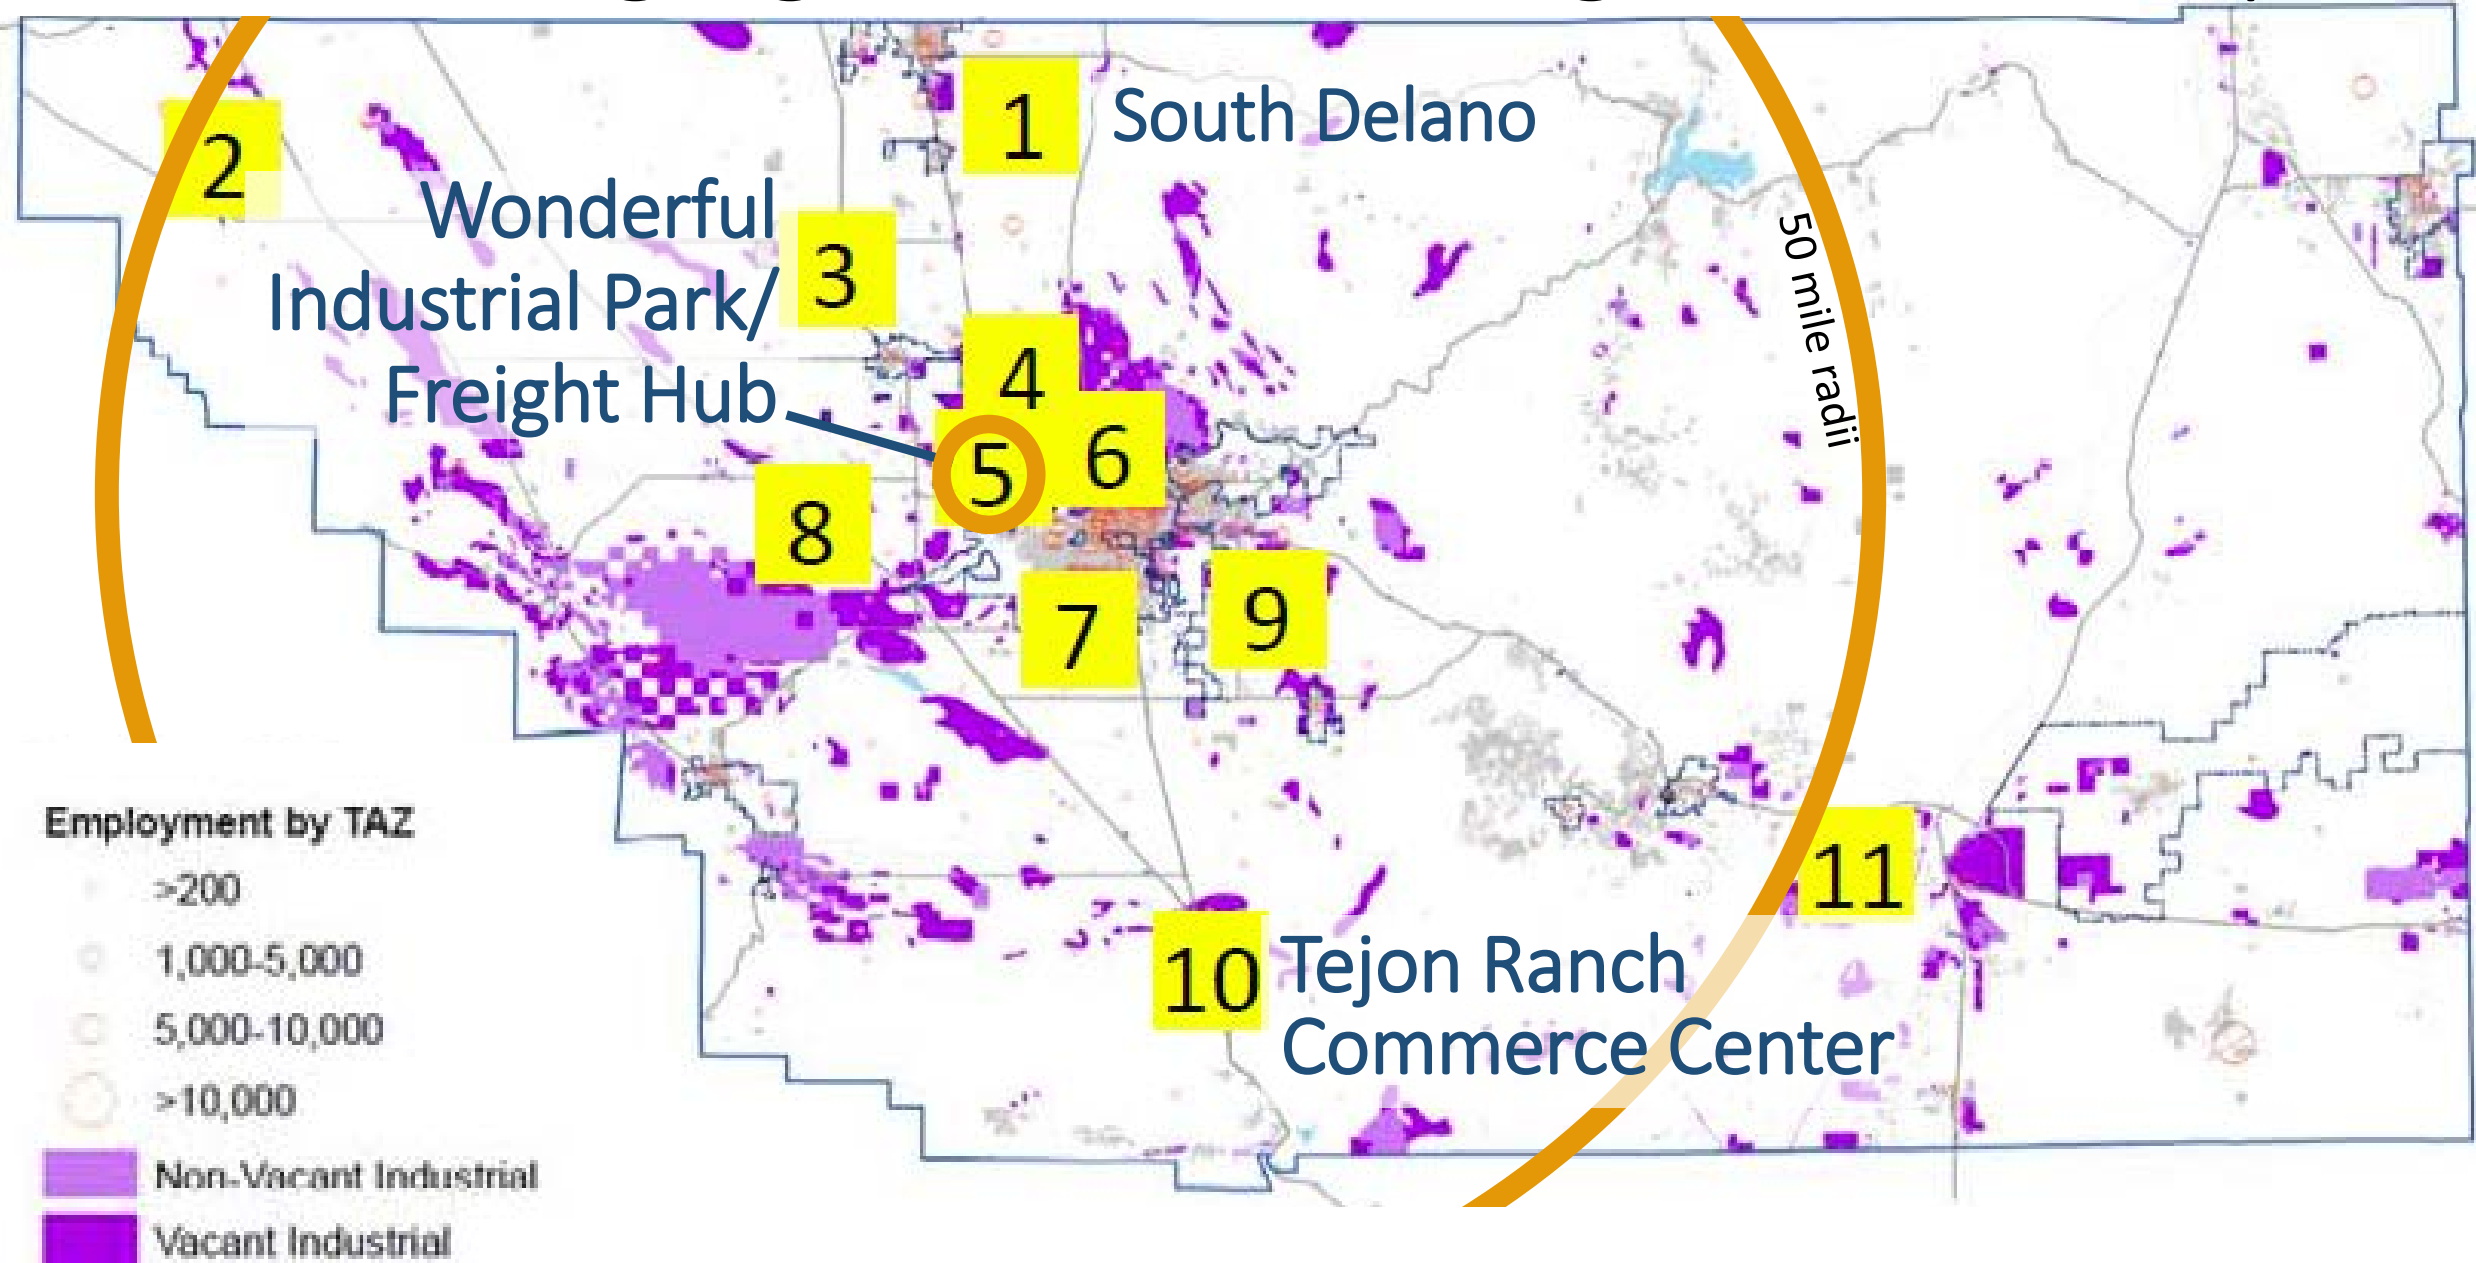 1
South Delano
2
Wonderful
Industrial Park/
Freight Hub
3
50 mile radii
4
5
6
8
7
9
Employment by TAZ
>200
1,000-5,000
5,000-10,000
>10,000
Non-Vacant Industrial
Vacant Industrial
11
10
Tejon Ranch
Commerce Center